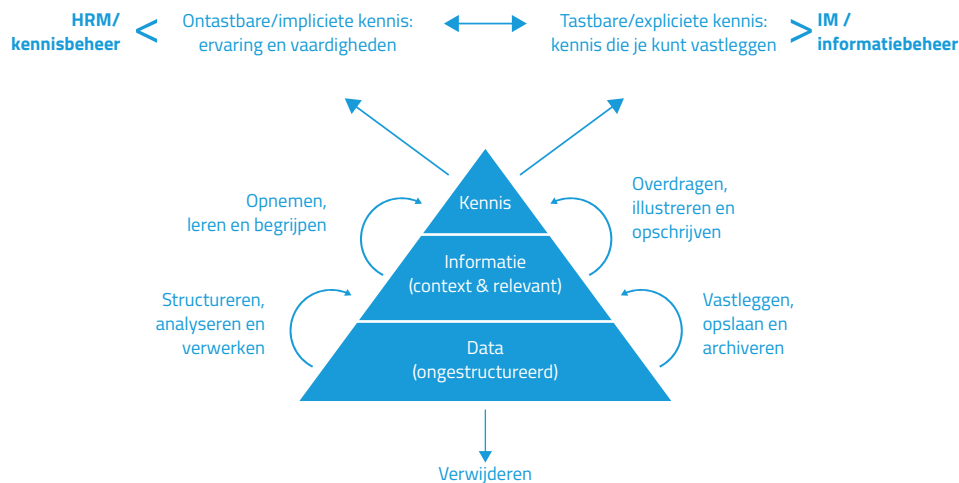 HRM/
kennisbeheer
<
Ontastbare/impliciete kennis:
ervaring en vaardigheden
Tastbare/expliciete kennis:
kennis die je kunt vastleggen
>
IM /
informatiebeheer
Opnemen,
leren en begrijpen
Kennis
Overdragen,
illustreren en
opschrijven
Informatie
(context & relevant)
Structureren,
analyseren en
verwerken
Vastleggen,
opslaan en
archiveren
Data
(ongestructureerd)
Verwijderen